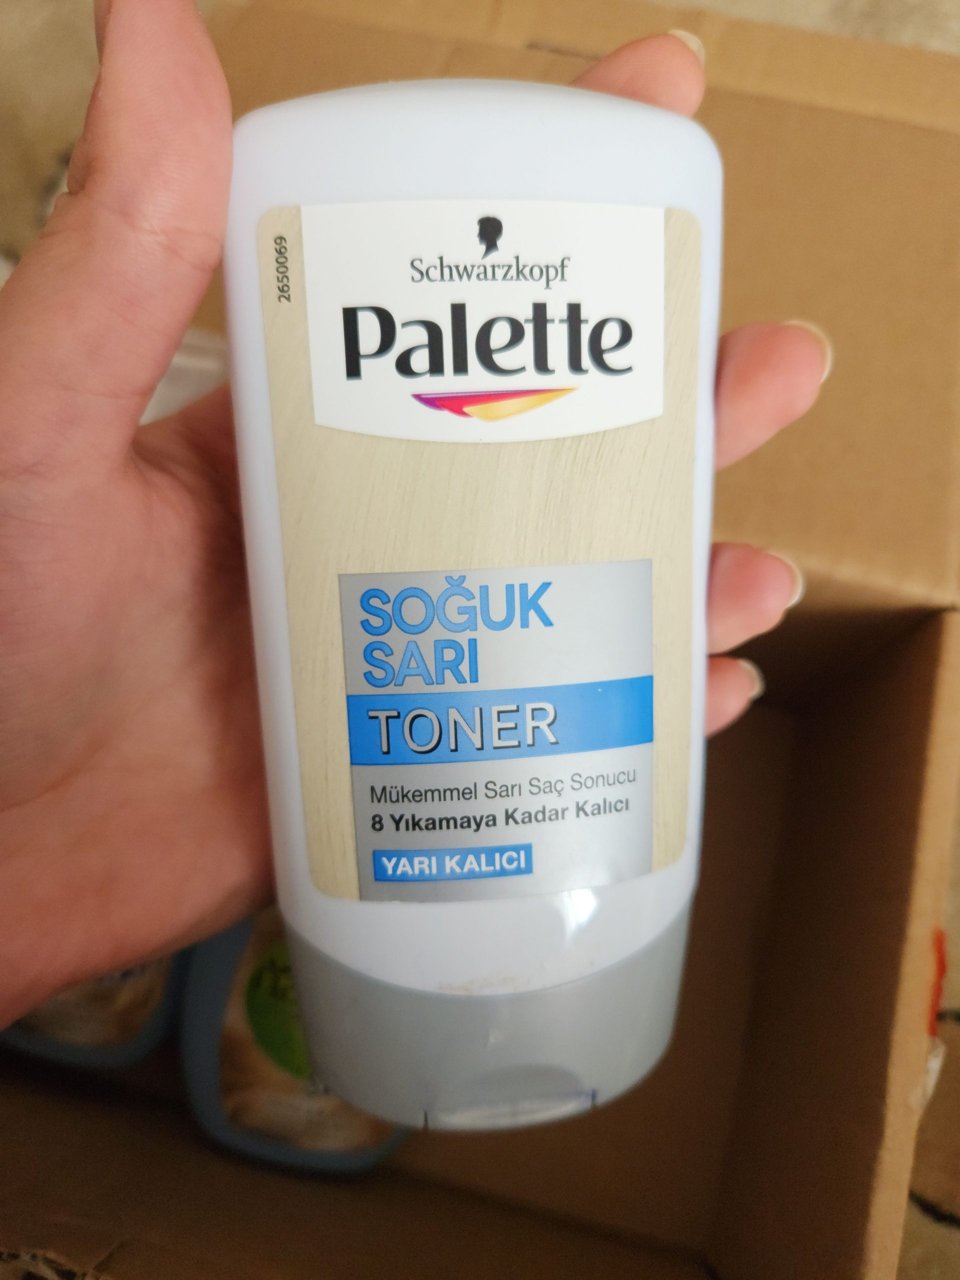 2650069
Schwarzkopf
Palette
SOĞUK
SARI
TONER
Mükemmel Sarı Saç Sonucu
8 Yıkamaya Kadar Kalıcı
YARI KALICI